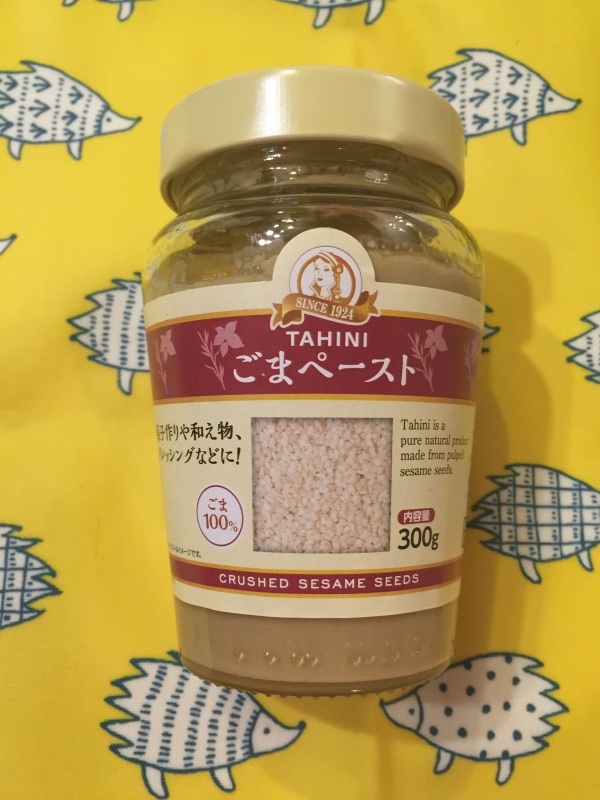 SINCE 1924
TAHINI
ごまペースト
子作りや和え物、
ッシングなどに!
Tahini is a
pure natural product
made from pulped
sesame seeds.
ごま
100%
内容量
300g
CRUSHED SESAME SEEDS